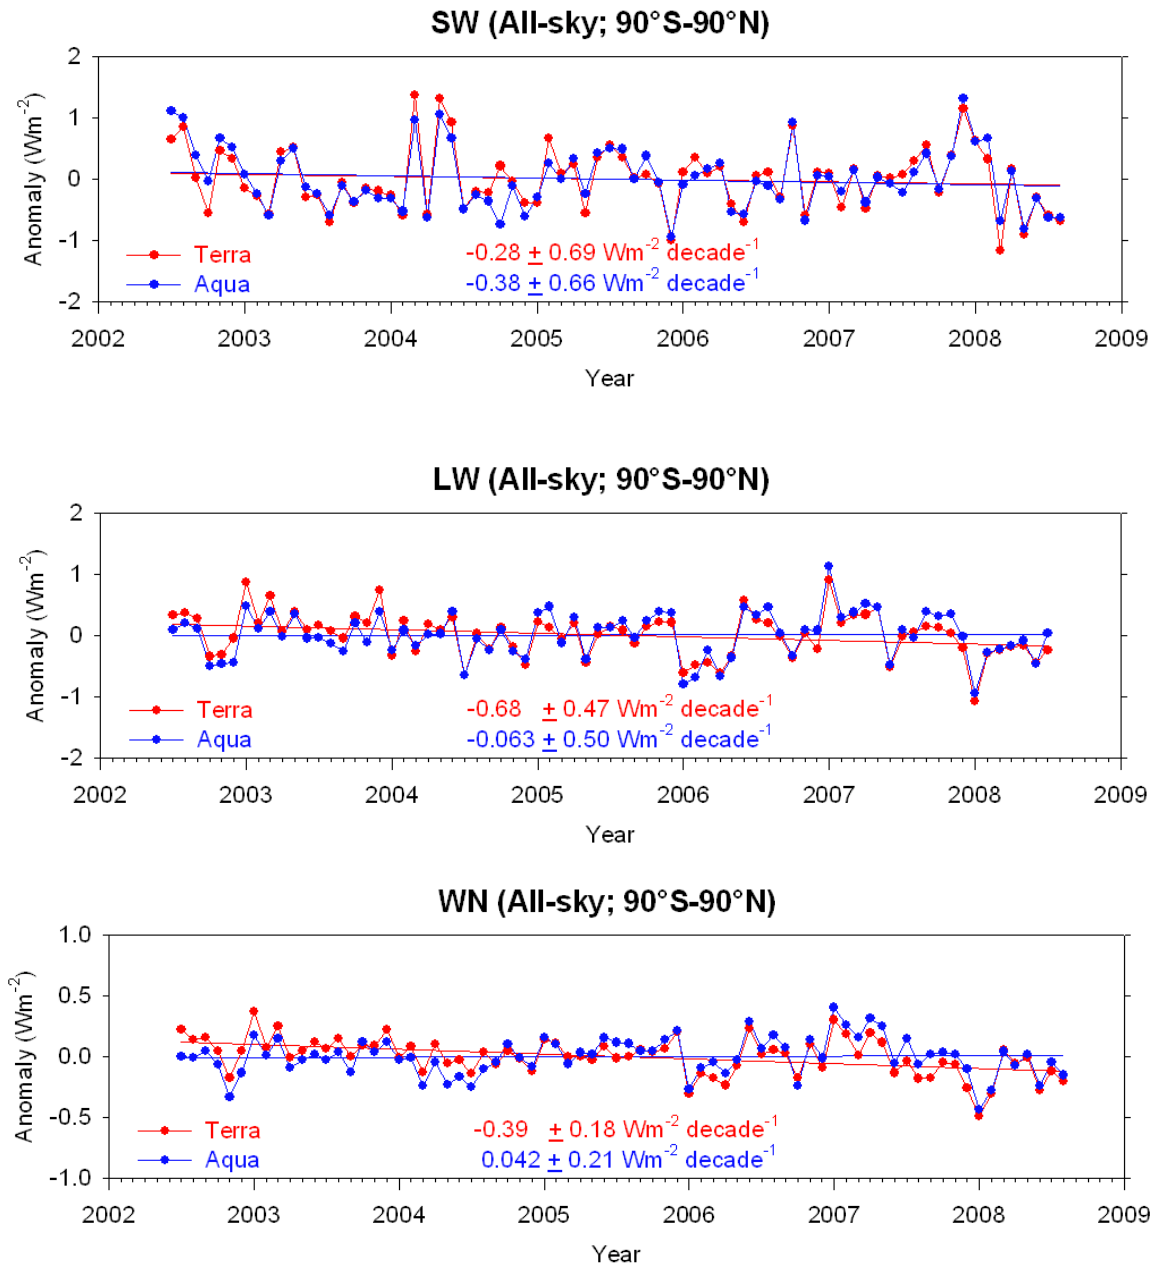 SW (All-sky; 90°S-90°N)
2
1
0
-1
-2
Anomaly (Wm-2)
Terra -0.28 ± 0.69 Wm-2 decade-1
Aqua -0.38 ± 0.66 Wm-2 decade-1
2002 2003 2004 2005 2006 2007 2008 2009
Year
LW (All-sky; 90°S-90°N)
2
1
0
-1
-2
Anomaly (Wm-2)
Terra -0.68 ± 0.47 Wm-2 decade-1
Aqua -0.063 ± 0.50 Wm-2 decade-1
2002 2003 2004 2005 2006 2007 2008 2009
Year
WN (All-sky; 90°S-90°N)
1.0
0.5
0.0
-0.5
-1.0
Anomaly (Wm-2)
Terra -0.39 ± 0.18 Wm-2 decade-1
Aqua 0.042 ± 0.21 Wm-2 decade-1
2002 2003 2004 2005 2006 2007 2008 2009
Year